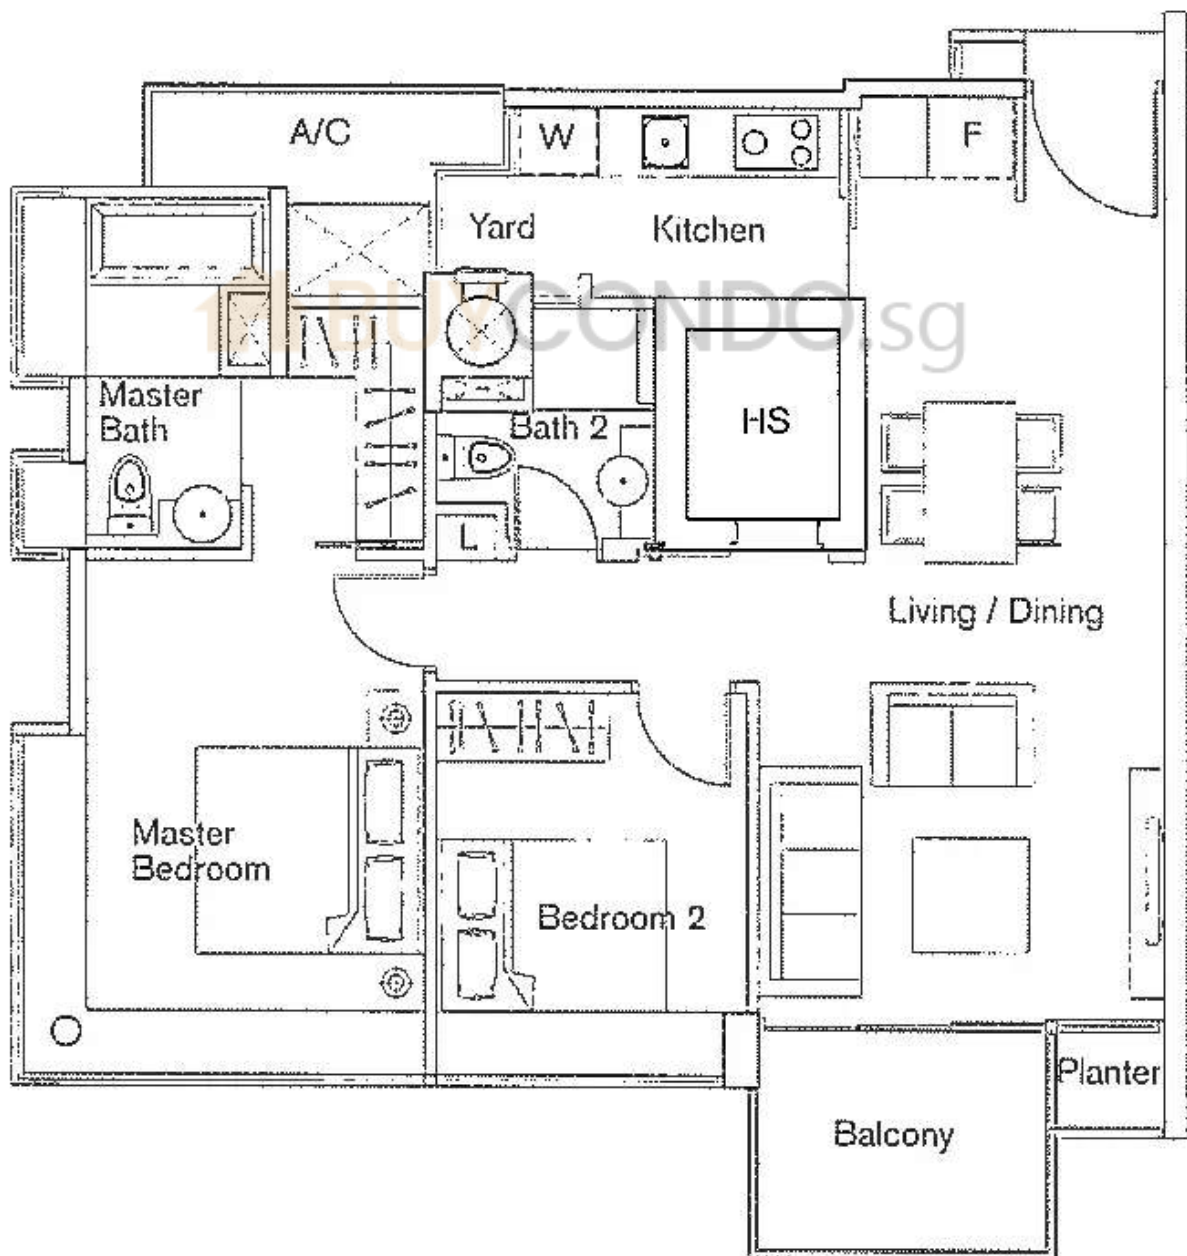 A/C
W
F
Yard
Kitchen
BUYCONDO.sg
Master
Bath
Bath 2
HS
L
Living / Dining
Master
Bedroom
Bedroom 2
Planter
Balcony